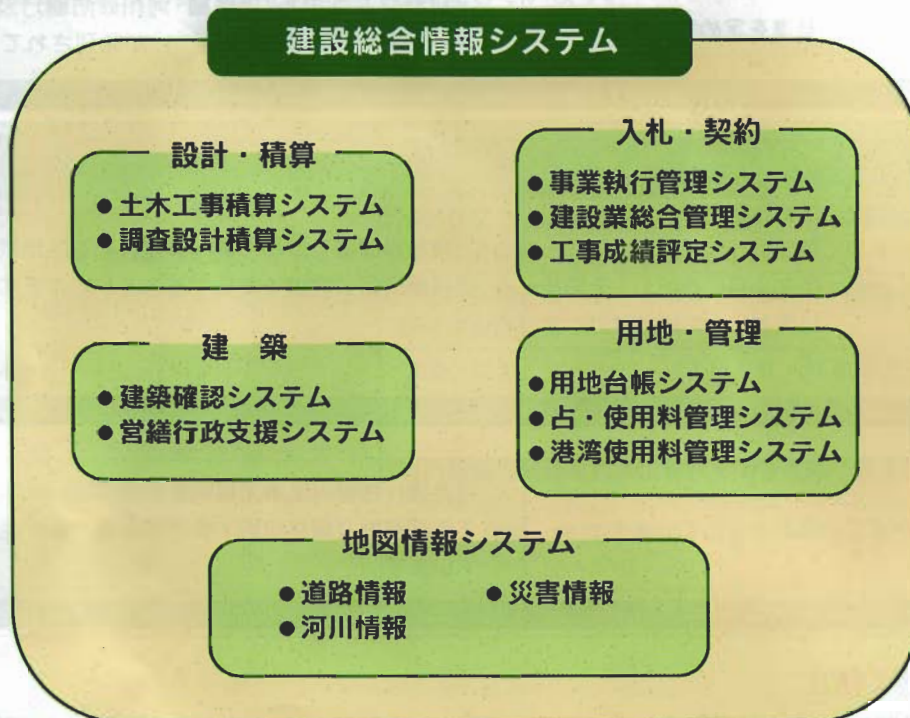 建設総合情報システム
設計・積算
●土木工事積算システム
●調査設計積算システム
入札・契約
●事業執行管理システム
●建設業総合管理システム
●工事成績評定システム
建 築
●建築確認システム
●営繕行政支援システム
用地・管理
●用地台帳システム
●占・使用料管理システム
●港湾使用料管理システム
地図情報システム
●道路情報 ●災害情報
●河川情報